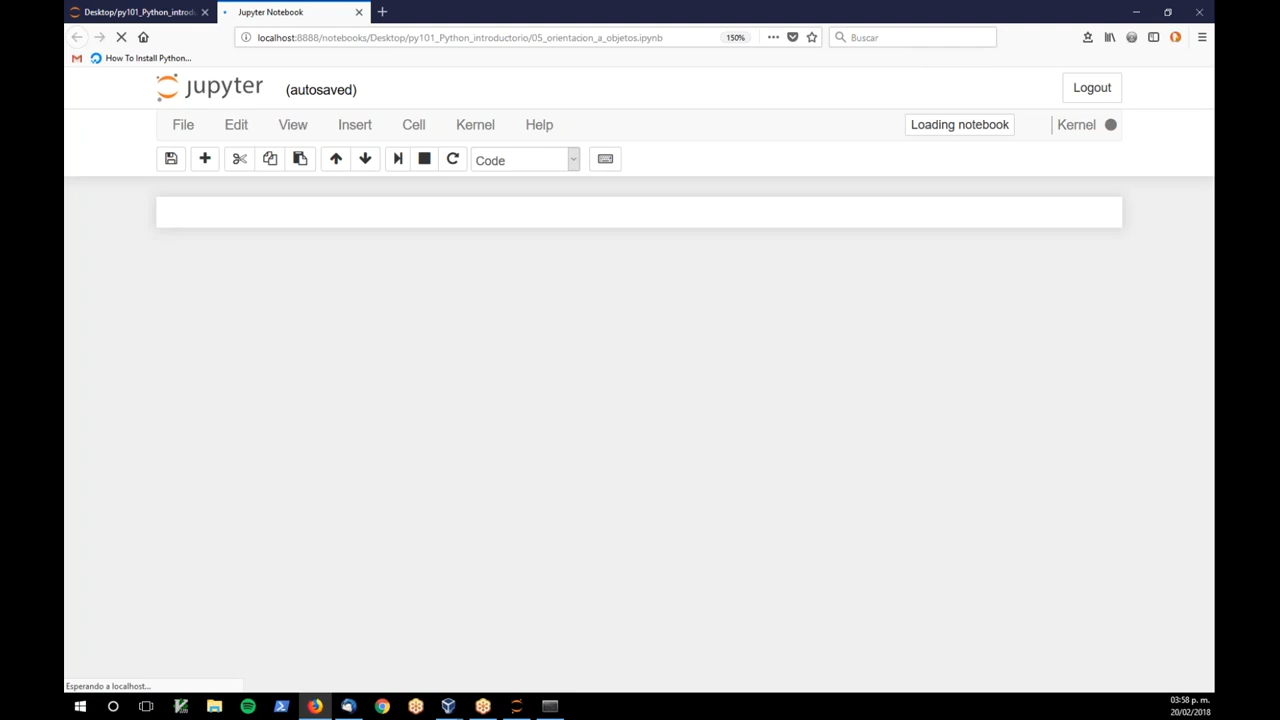 Desktop/py101_Python_introdu
Jupyter Notebook
localhost:8888/notebooks/Desktop/py101_Python_introductorio/05_orientacion_a_objetos.ipynb
150%
Buscar
How To Install Python...
jupyter
(autosaved)
Logout
File Edit View Insert Cell Kernel Help
Loading notebook
Kernel
Code
Esperando a localhost...
03:58 p. m.
20/02/2018